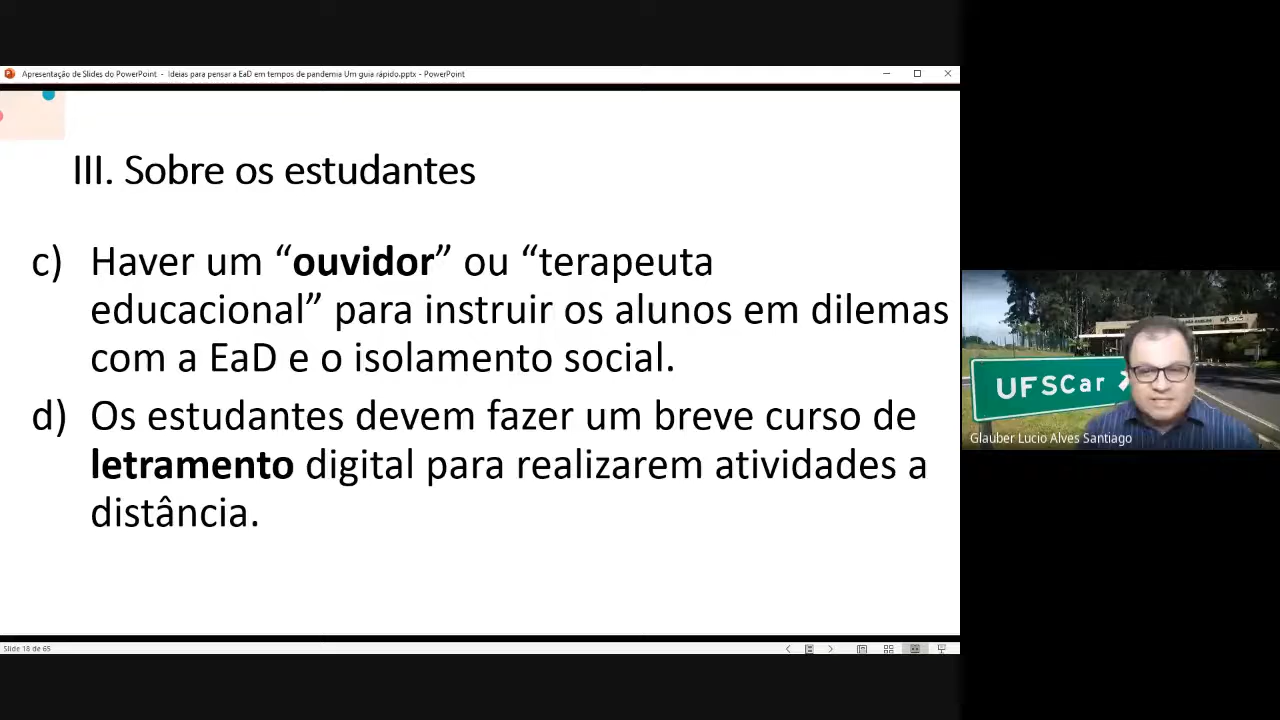 Apresentação de Slides do PowerPoint - Ideias para pensar a EaD em tempos de pandemia Um guia rápido.pptx - PowerPoint
III. Sobre os estudantes
c) Haver um “ouvidor” ou “terapeuta
educacional” para instruir os alunos em dilemas
com a EaD e o isolamento social.
d) Os estudantes devem fazer um breve curso de
letramento digital para realizarem atividades a
distância.
UFSCar
Glauber Lucio Alves Santiago
Slide 18 de 65